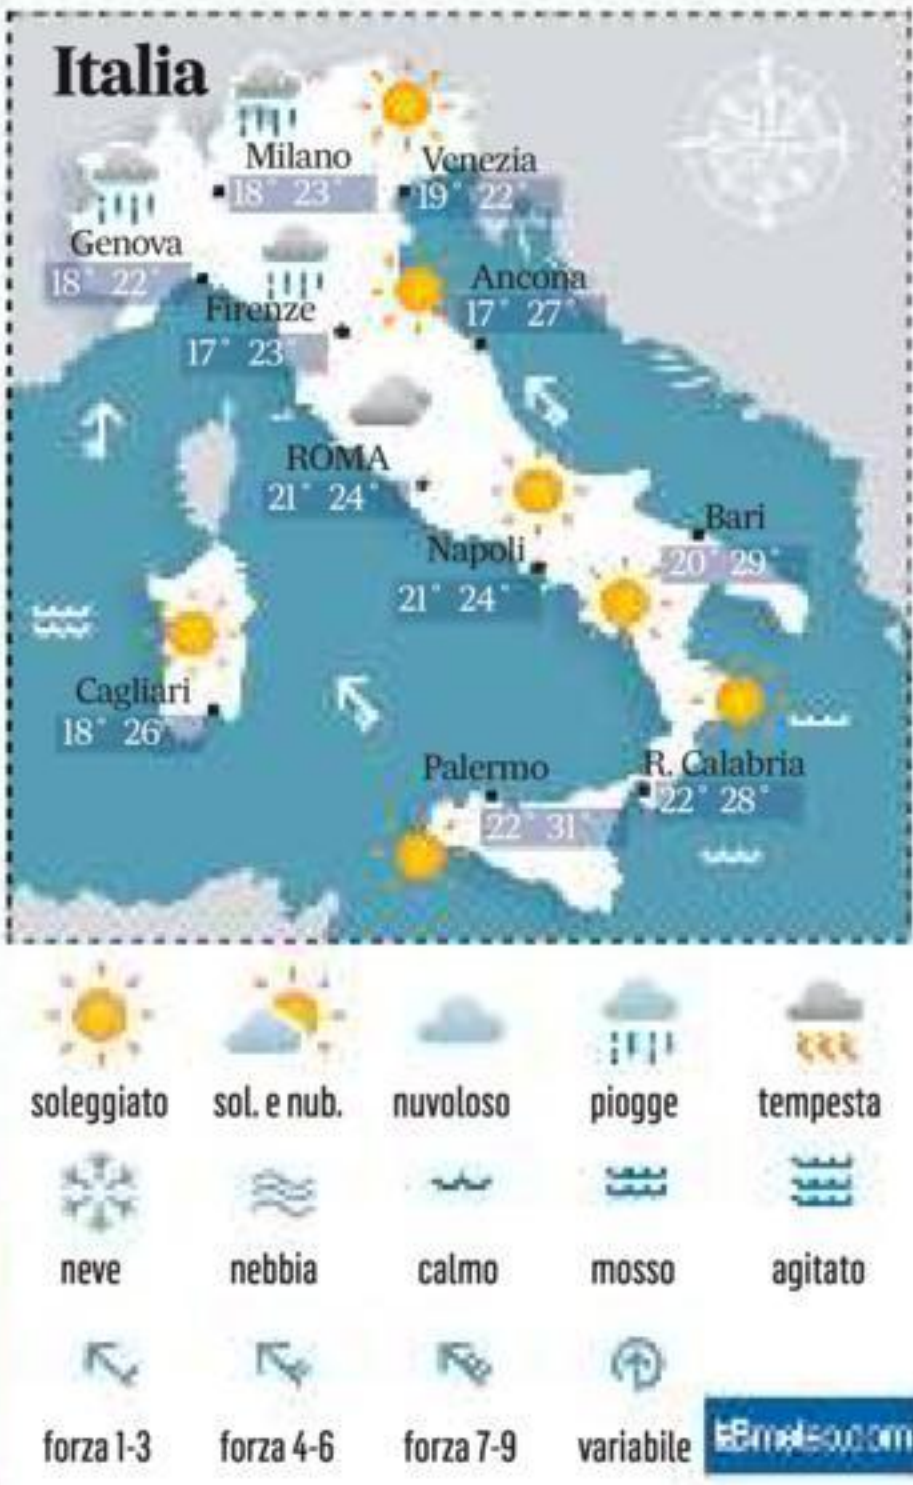 Italia
Milano
18° 23°
Venezia
19° 22°
Genova
18° 22°
Firenze
17° 23°
Ancona
17° 27°
ROMA
21° 24°
Napoli
21° 24°
Bari
20° 29°
Cagliari
18° 26°
Palermo
22° 31°
R. Calabria
22° 28°
soleggiato sol. e nub. nuvoloso piogge tempesta
neve nebbia calmo mosso agitato
forza 1-3 forza 4-6 forza 7-9 variabile
3Bmeteo.com